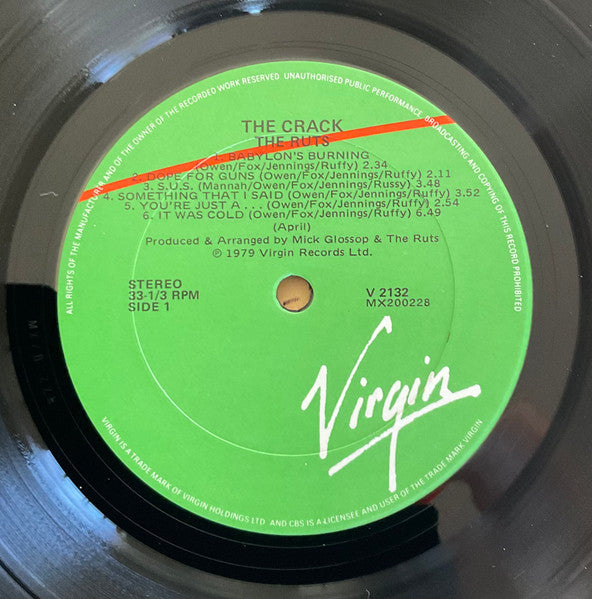 ALL RIGHTS OF THE MANUFACTURER AND OF THE OWNER OF THE RECORDED WORK RESERVED. UNAUTHORISED PUBLIC PERFORMANCE, BROADCASTING AND COPYING OF THIS RECORD PROHIBITED
THE CRACK
THE RUTS
1. BABYLON'S BURNING
(Owen/Fox/Jennings/Ruffy) 2.34
2. DOPE FOR GUNS (Owen/Fox/Jennings/Ruffy) 2.11
3. S.U.S. (Mannah/Owen/Fox/Jennings/Russy) 3.48
4. SOMETHING THAT I SAID (Owen/Fox/Jennings/Ruffy) 3.52
5. YOU'RE JUST A . . . (Owen/Fox/Jennings/Ruffy) 2.54
6. IT WAS COLD (Owen/Fox/Jennings/Ruffy) 6.49
(April)
Produced & Arranged by Mick Glossop & The Ruts
℗ 1979 Virgin Records Ltd.
STEREO
33-1/3 RPM
SIDE 1
V 2132
MX200228
Virgin
VIRGIN IS A TRADE MARK OF VIRGIN HOLDINGS LTD AND CBS IS A LICENSEE AND USER OF THE TRADE MARK VIRGIN